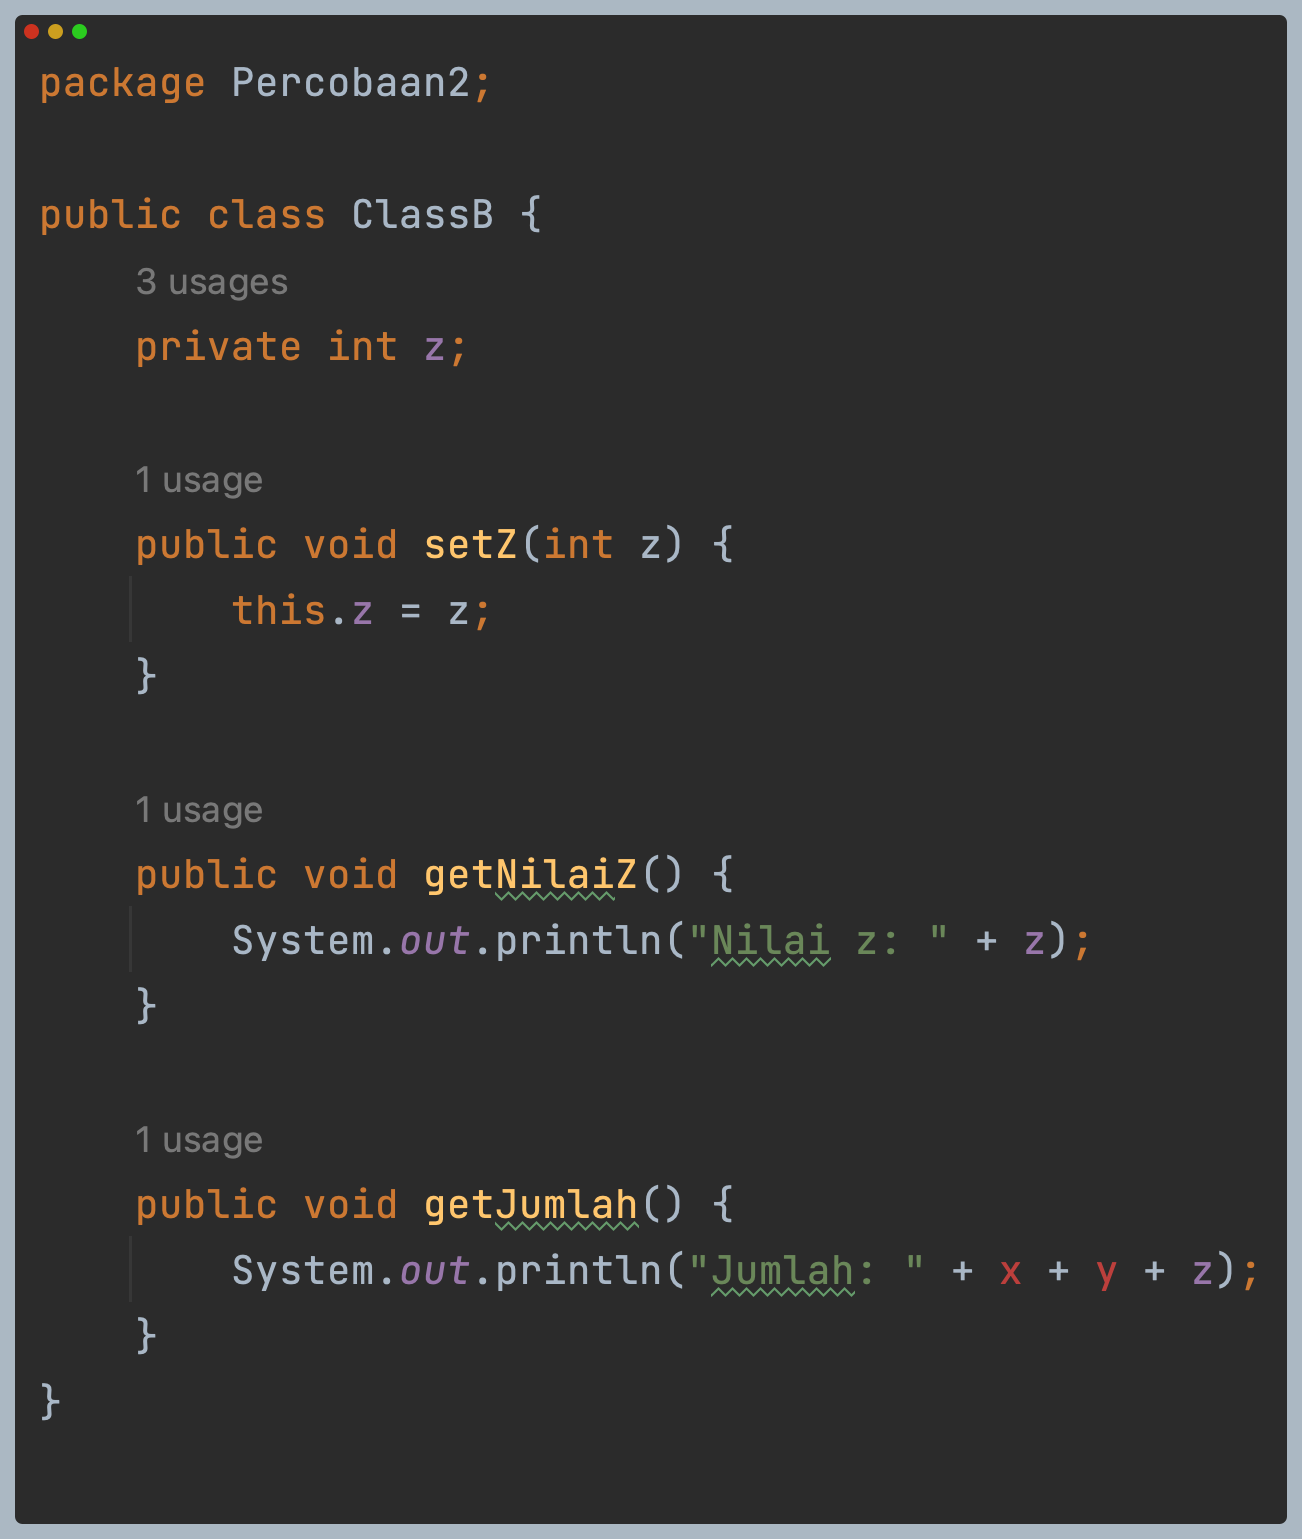 package Percobaan2;
public class ClassB {
3 usages
private int z;
1 usage
public void setZ(int z) {
this.z = z;
}
1 usage
public void getNilaiZ() {
System.out.println("Nilai z: " + z);
}
1 usage
public void getJumlah() {
System.out.println("Jumlah: " + x + y + z);
}
}